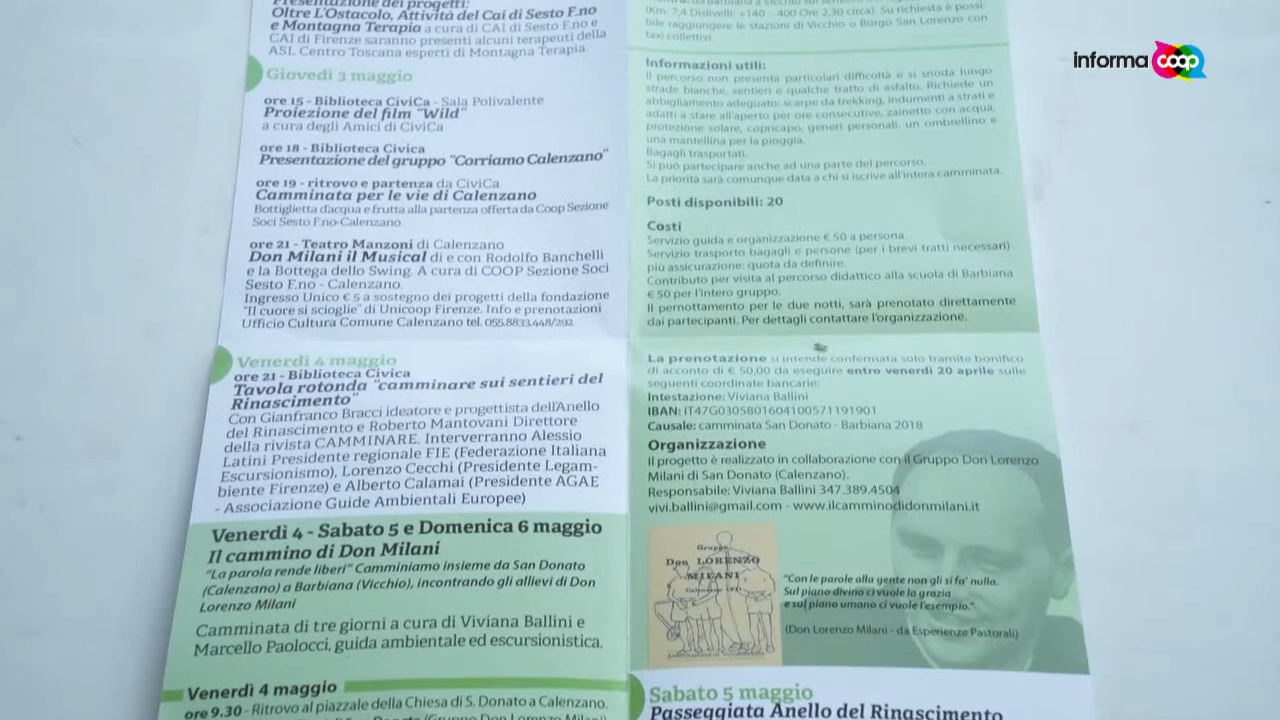 Presentazione dei progetti:
Oltre L'Ostacolo, Attività del Cai di Sesto F.no
e Montagna Terapia a cura di CAI di Sesto F.no e
CAI di Firenze saranno presenti alcuni terapeuti della
ASL Centro Toscana esperti di Montagna Terapia.
Giovedì 3 maggio
ore 15 - Biblioteca CiviCa - Sala Polivalente
Proiezione del film "Wild"
a cura degli Amici di CiviCa
ore 18 - Biblioteca Civica
Presentazione del gruppo "Corriamo Calenzano"
ore 19 - ritrovo e partenza da CiviCa
Camminata per le vie di Calenzano
Bottiglietta d'acqua e frutta alla partenza offerta da Coop Sezione
Soci Sesto F.no-Calenzano
ore 21 - Teatro Manzoni di Calenzano
Don Milani il Musical di e con Rodolfo Banchelli
e la Bottega dello Swing. A cura di COOP Sezione Soci
Sesto F.no - Calenzano.
Ingresso Unico € 5 a sostegno dei progetti della fondazione
"Il cuore si scioglie" di Unicoop Firenze. Info e prenotazioni
Ufficio Cultura Comune Calenzano tel. 055.8833.448/292
Venerdì 4 maggio
ore 21 - Biblioteca Civica
Tavola rotonda "camminare sui sentieri del
Rinascimento"
Con Gianfranco Bracci ideatore e progettista dell'Anello
del Rinascimento e Roberto Mantovani Direttore
della rivista CAMMINARE. Interverranno Alessio
Latini Presidente regionale FIE (Federazione Italiana
Escursionismo), Lorenzo Cecchi (Presidente Legam-
biente Firenze) e Alberto Calamai (Presidente AGAE
- Associazione Guide Ambientali Europee)
Venerdì 4 - Sabato 5 e Domenica 6 maggio
Il cammino di Don Milani
"La parola rende liberi" Camminiamo insieme da San Donato
(Calenzano) a Barbiana (Vicchio), incontrando gli allievi di Don
Lorenzo Milani
Camminata di tre giorni a cura di Viviana Ballini e
Marcello Paolocci, guida ambientale ed escursionistica.
Venerdì 4 maggio
ore 9.30 - Ritrovo al piazzale della Chiesa di S. Donato a Calenzano.
(Gruppo Don Lorenzo Milani)
(Km. 7,4 Dislivelli: +140 - 400 Ore 2,30 circa). Su richiesta è possi-
bile raggiungere le stazioni di Vicchio o Borgo San Lorenzo con
taxi collettivi.
Informazioni utili:
Il percorso non presenta particolari difficoltà e si snoda lungo
strade bianche, sentieri e qualche tratto di asfalto. Richiede un
abbigliamento adeguato: scarpe da trekking, indumenti a strati e
adatti a stare all'aperto per ore consecutive, zainetto con acqua,
protezione solare, copricapo, generi personali, un ombrellino e
una mantellina per la pioggia.
Bagagli trasportati.
Si può partecipare anche ad una parte del percorso.
La priorità sarà comunque data a chi si iscrive all'intera camminata.
Posti disponibili: 20
Costi
Servizio guida e organizzazione € 50 a persona.
Servizio trasporto bagagli e persone (per i brevi tratti necessari)
più assicurazione: quota da definire.
Contributo per visita al percorso didattico alla scuola di Barbiana
€ 50 per l'intero gruppo.
Il pernottamento per le due notti, sarà prenotato direttamente
dai partecipanti. Per dettagli contattare l'organizzazione.
La prenotazione si intende confermata solo tramite bonifico
di acconto di € 50,00 da eseguire entro venerdì 20 aprile sulle
seguenti coordinate bancarie:
Intestazione: Viviana Ballini
IBAN: IT47G0305801604100571191901
Causale: camminata San Donato - Barbiana 2018
Organizzazione
Il progetto è realizzato in collaborazione con il Gruppo Don Lorenzo
Milani di San Donato (Calenzano).
Responsabile: Viviana Ballini 347.389.4504
vivi.ballini@gmail.com - www.ilcamminodidonmilani.it
Gruppo
Don LORENZO
MILANI
"Con le parole alla gente non gli si fa' nulla.
Sul piano divino ci vuole la grazia
e sul piano umano ci vuole l'esempio."
(Don Lorenzo Milani - da Esperienze Pastorali)
Sabato 5 maggio
Passeggiata Anello del Rinascimento
informa coop